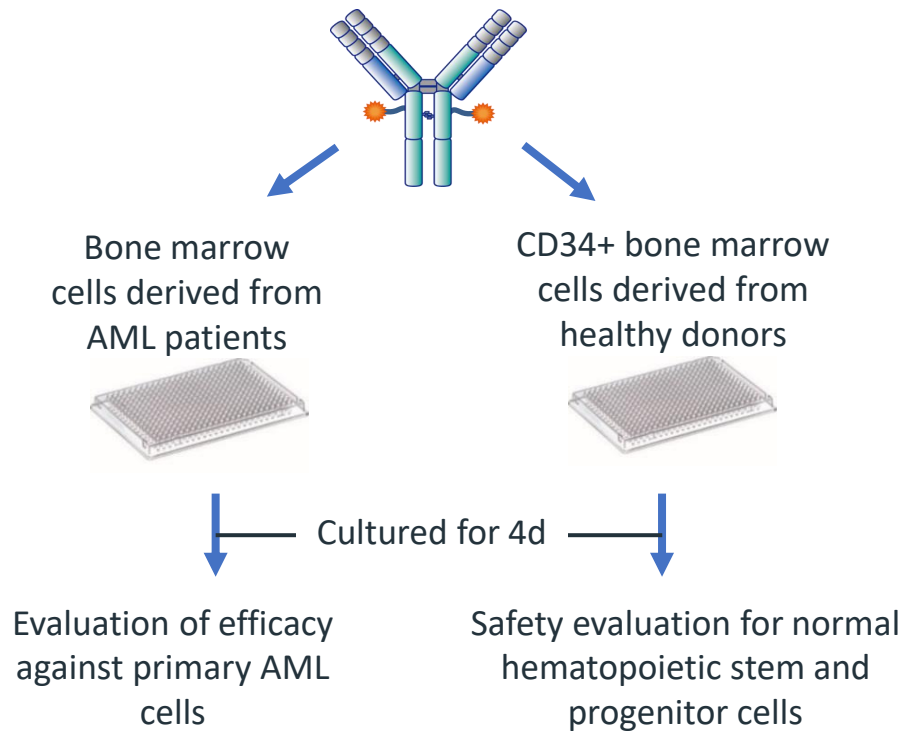 Bone marrow
cells derived from
AML patients
CD34+ bone marrow
cells derived from
healthy donors
Cultured for 4d
Evaluation of efficacy
against primary AML
cells
Safety evaluation for normal
hematopoietic stem and
progenitor cells